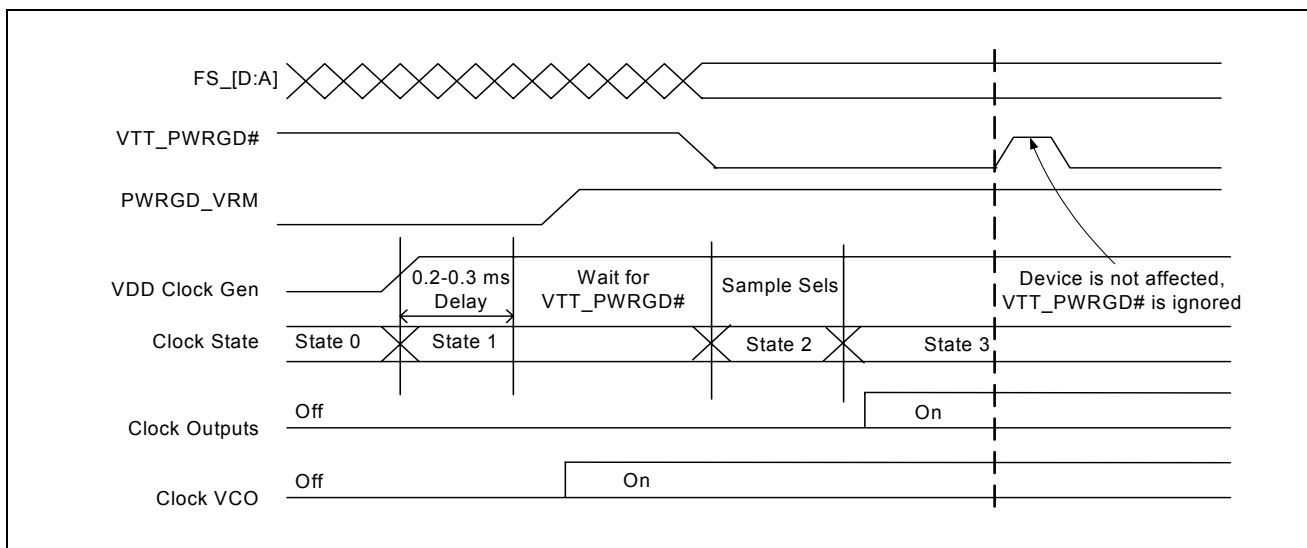 FS_[D:A]
VTT_PWRGD#
PWRGD_VRM
VDD Clock Gen
0.2-0.3 ms
Delay
Wait for
VTT_PWRGD#
Sample Sels
Device is not affected,
VTT_PWRGD# is ignored
Clock State
State 0
State 1
State 2
State 3
Clock Outputs
Off
On
Clock VCO
Off
On